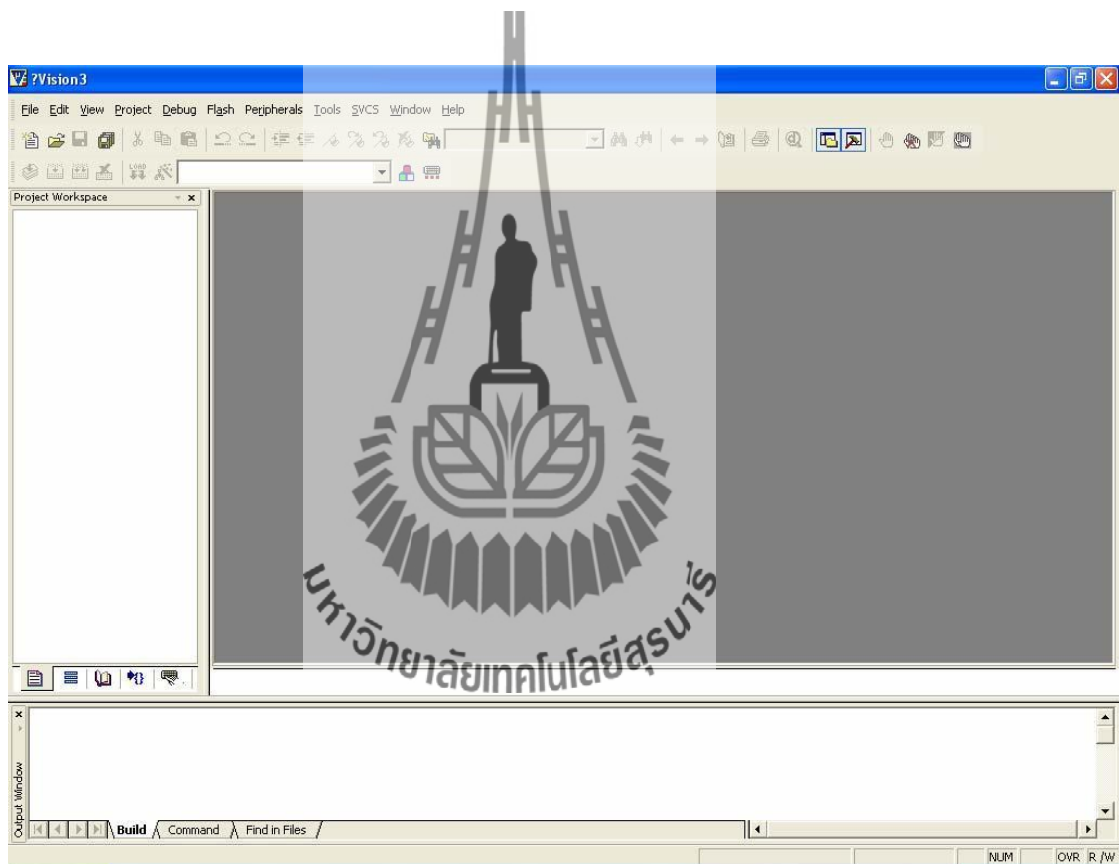 ?Vision3
File Edit View Project Debug Flash Peripherals Tools SVCS Window Help
LOAD
Project Workspace
มหาวิทยาลัยเทคโนโลยีสุรนารี
Output Window
Build Command Find in Files
NUM OVR R/W